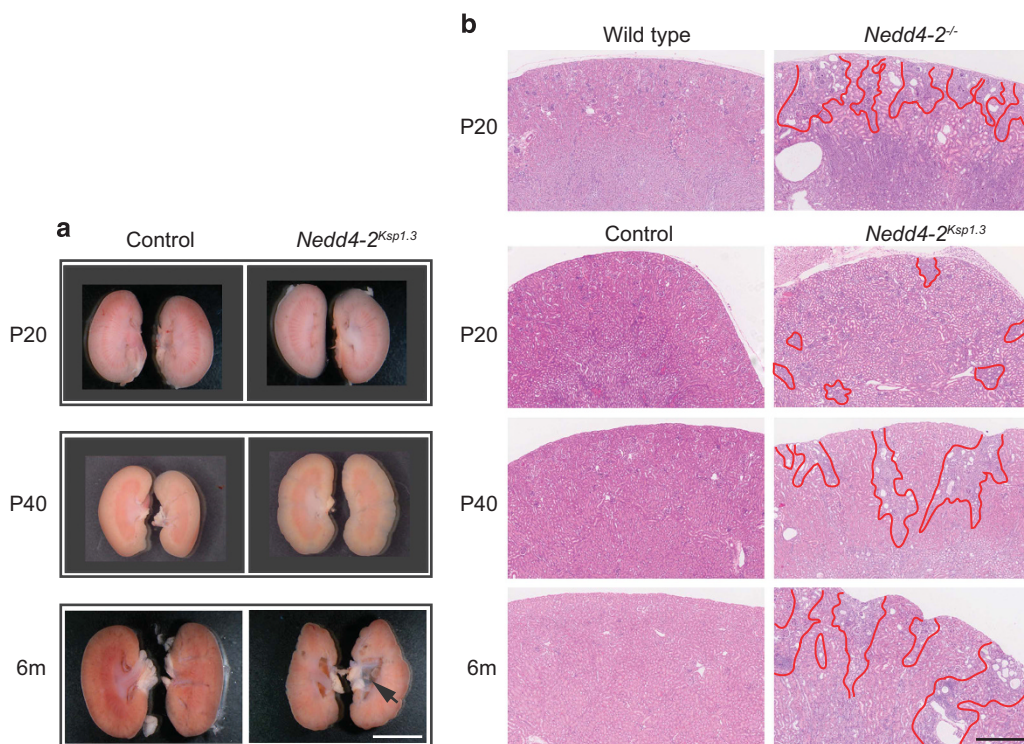 b
Wild type
Nedd4-2-/-
P20
a
Control
Nedd4-2Ksp1.3
P20
P40
6m
Control
Nedd4-2Ksp1.3
P20
P40
6m